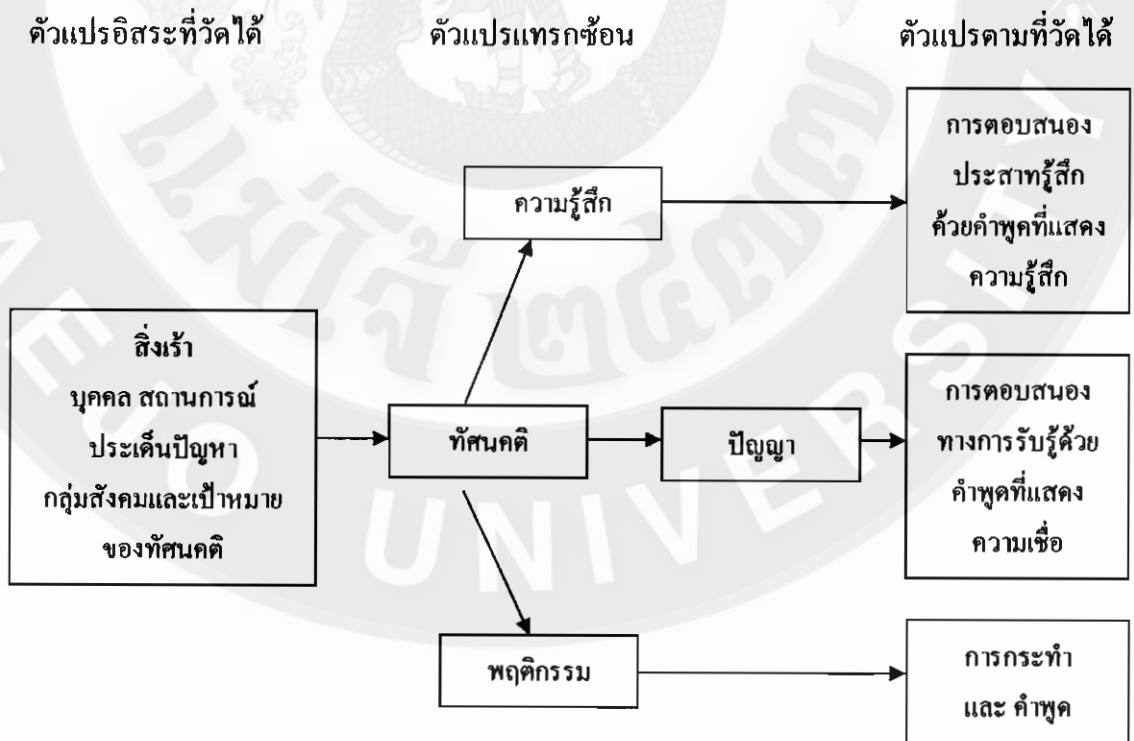 ตัวแปรอิสระที่วัดได้
ตัวแปรแทรกซ้อน
ตัวแปรตามที่วัดได้
การตอบสนอง
ประสาทรู้สึก
ด้วยคำพูดที่แสดง
ความรู้สึก
ความรู้สึก
สิ่งเร้า
บุคคล สถานการณ์
ประเด็นปัญหา
กลุ่มสังคมและเป้าหมาย
ของทัศนคติ
ทัศนคติ
ปัญญา
การตอบสนอง
ทางการรับรู้ด้วย
คำพูดที่แสดง
ความเชื่อ
พฤติกรรม
การกระทำ
และ คำพูด
แม่โจ้ ๒๔๗๗
UNIVERSITY